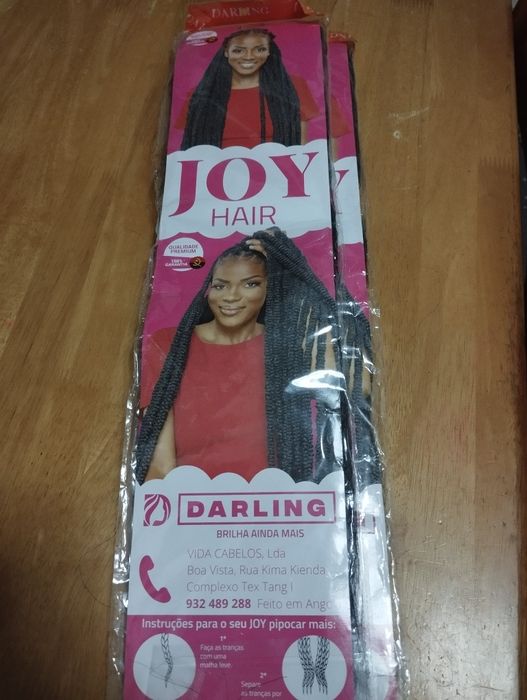 DARLING
JOY
HAIR
QUALIDADE
PREMIUM
100%
GARANTIA
DARLING
BRILHA AINDA MAIS
VIDA CABELOS, Lda
Boa Vista, Rua Kima Kienda
Complexo Tex Tang I
932 489 288 Feito em Ango
Instruções para o seu JOY pipocar mais:
1º
Faça as tranças
com uma
malha leve.
2º
Separe
as tranças por